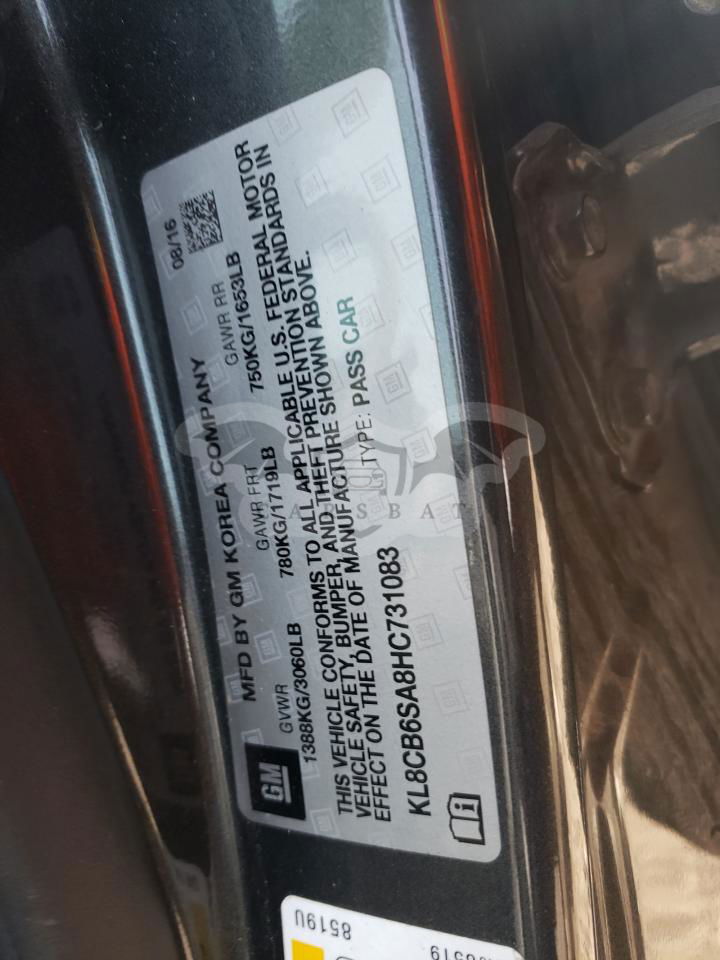 08/16
MFD BY GM KOREA COMPANY
GVWR GAWR FRT GAWR RR
1388KG/3060LB 780KG/1719LB 750KG/1653LB
THIS VEHICLE CONFORMS TO ALL APPLICABLE U.S. FEDERAL MOTOR
VEHICLE SAFETY, BUMPER, AND THEFT PREVENTION STANDARDS IN
EFFECT ON THE DATE OF MANUFACTURE SHOWN ABOVE.
KL8CB6SA8HC731083 TYPE: PASS CAR
GM
CARSBAT
8519U